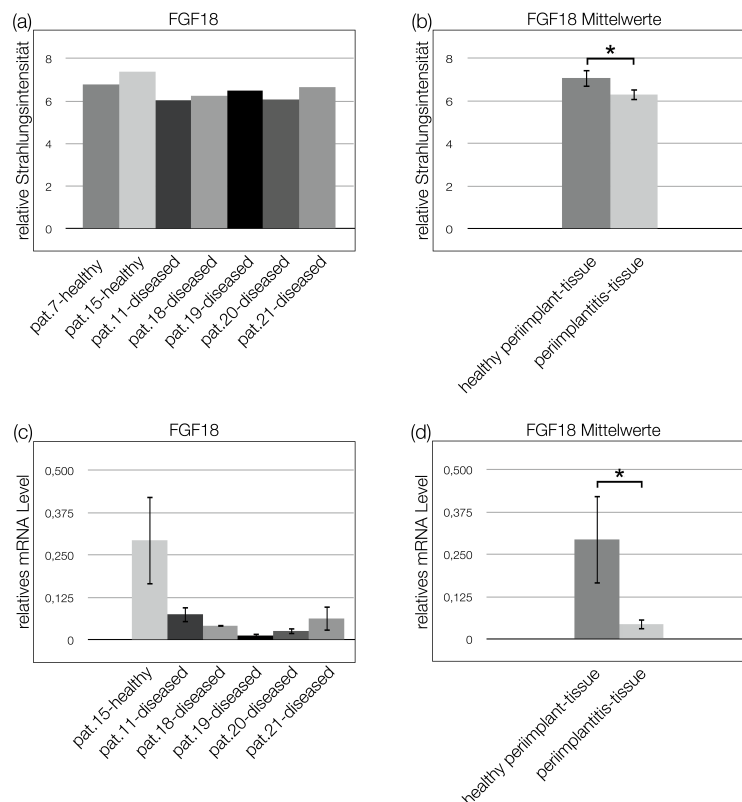 (a)
FGF18
relative Strahlungsintensität
8
6
4
2
0
pat.7-healthy
pat.15-healthy
pat.11-diseased
pat.18-diseased
pat.19-diseased
pat.20-diseased
pat.21-diseased
(b)
FGF18 Mittelwerte
relative Strahlungsintensität
8
6
4
2
0
*
healthy periimplant-tissue
periimplantitis-tissue
(c)
FGF18
relatives mRNA Level
0,500
0,375
0,250
0,125
0
pat.15-healthy
pat.11-diseased
pat.18-diseased
pat.19-diseased
pat.20-diseased
pat.21-diseased
(d)
FGF18 Mittelwerte
relatives mRNA Level
0,500
0,375
0,250
0,125
0
*
healthy periimplant-tissue
periimplantitis-tissue